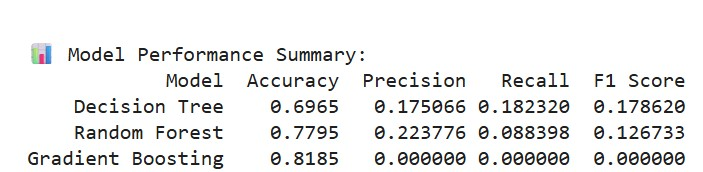 📊 Model Performance Summary:
Model Accuracy Precision Recall F1 Score
Decision Tree 0.6965 0.175066 0.182320 0.178620
Random Forest 0.7795 0.223776 0.088398 0.126733
Gradient Boosting 0.8185 0.000000 0.000000 0.000000